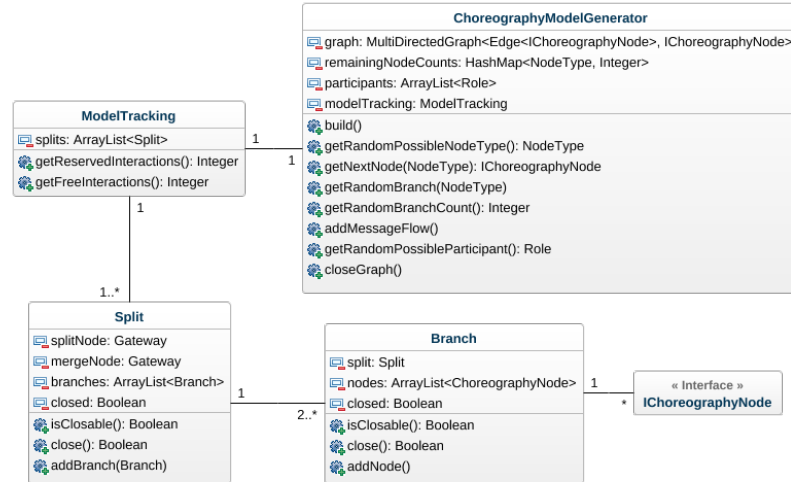 ChoreographyModelGenerator
graph: MultiDirectedGraph<Edge<IChoreographyNode>, IChoreographyNode>
remainingNodeCounts: HashMap<NodeType, Integer>
participants: ArrayList<Role>
modelTracking: ModelTracking
build()
getRandomPossibleNodeType(): NodeType
getNextNode(NodeType): IChoreographyNode
getRandomBranch(NodeType)
getRandomBranchCount(): Integer
addMessageFlow()
getRandomPossibleParticipant(): Role
closeGraph()
ModelTracking
splits: ArrayList<Split>
getReservedInteractions(): Integer
getFreeInteractions(): Integer
1
1
1
1..*
Split
splitNode: Gateway
mergeNode: Gateway
branches: ArrayList<Branch>
closed: Boolean
isClosable(): Boolean
close(): Boolean
addBranch(Branch)
1
2..*
Branch
split: Split
nodes: ArrayList<ChoreographyNode>
closed: Boolean
isClosable(): Boolean
close(): Boolean
addNode()
1
*
« Interface »
IChoreographyNode